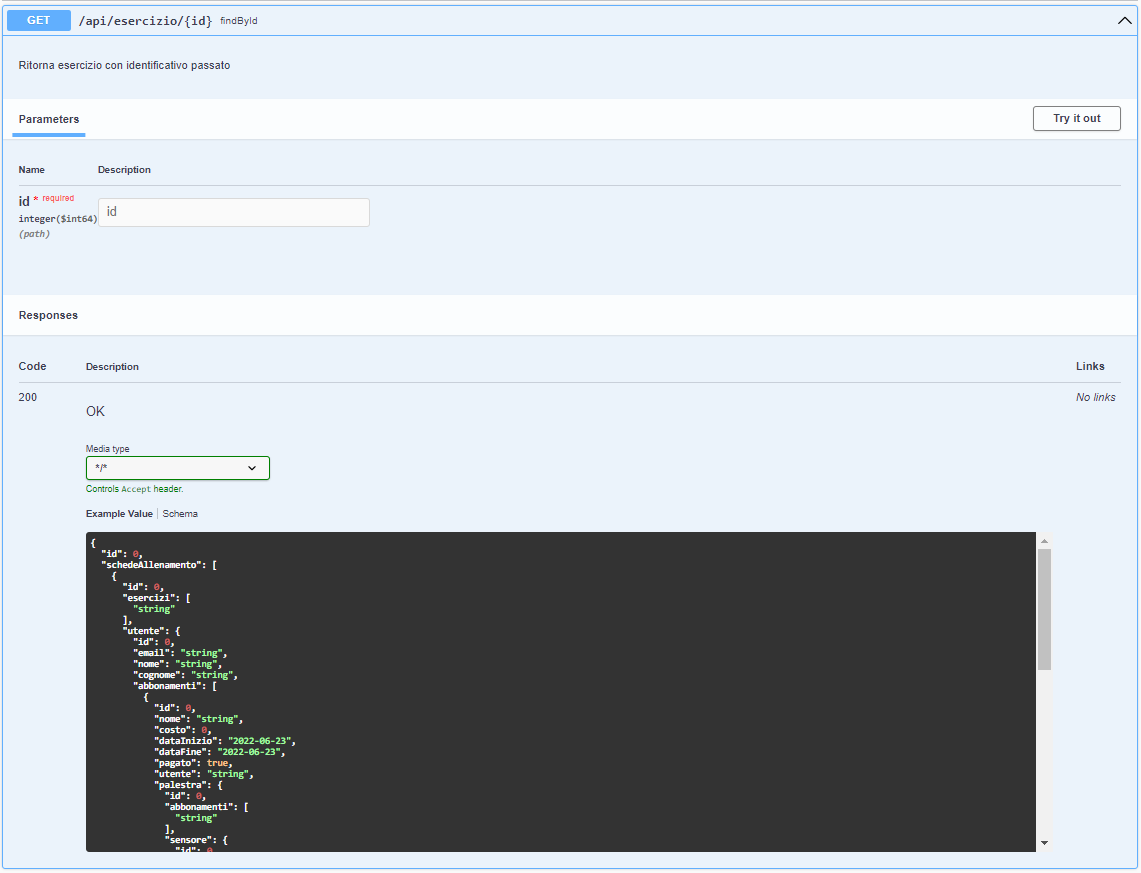 GET /api/esercizio/{id} findById
Ritorna esercizio con identificativo passato
Parameters
Try it out
Name Description
id * required
integer($int64)
(path)
id
Responses
Code Description Links
200
OK
No links
Media type
*/*
Controls Accept header.
Example Value Schema
{
  "id": 0,
  "schedeAllenamento": [
    {
      "id": 0,
      "esercizi": [
        "string"
      ],
      "utente": {
        "id": 0,
        "email": "string",
        "nome": "string",
        "cognome": "string",
        "abbonamenti": [
          {
            "id": 0,
            "nome": "string",
            "costo": 0,
            "dataInizio": "2022-06-23",
            "dataFine": "2022-06-23",
            "pagato": true,
            "utente": "string",
            "palestra": {
              "id": 0,
              "abbonamenti": [
                "string"
              ],
              "sensore": {
                "id": 0